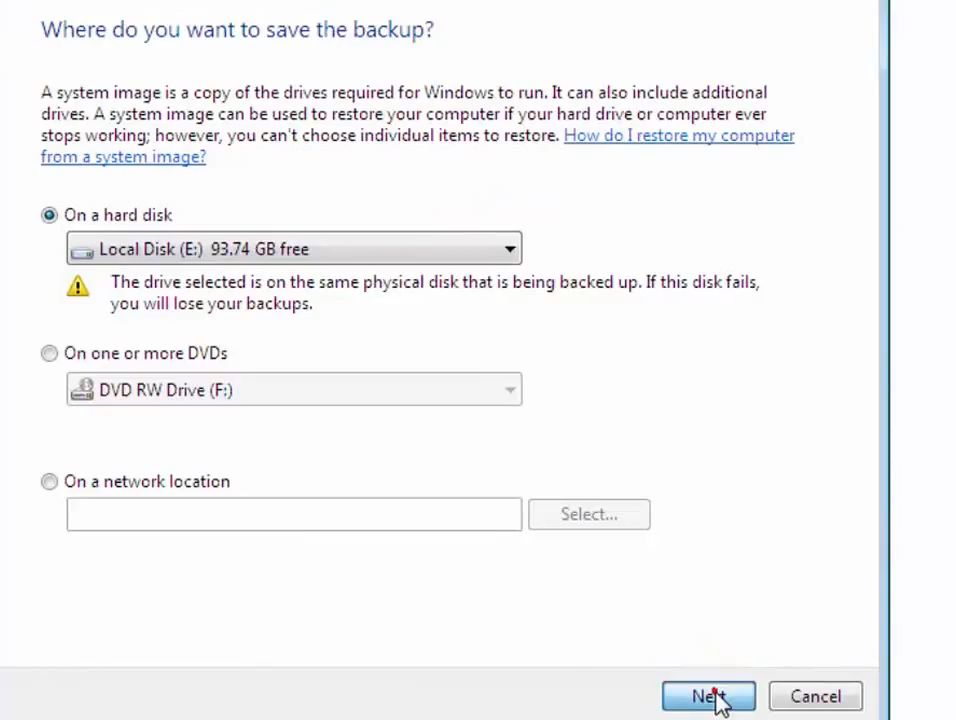 Where do you want to save the backup?
A system image is a copy of the drives required for Windows to run. It can also include additional
drives. A system image can be used to restore your computer if your hard drive or computer ever
stops working; however, you can't choose individual items to restore. How do I restore my computer
from a system image?
On a hard disk
Local Disk (E:) 93.74 GB free
The drive selected is on the same physical disk that is being backed up. If this disk fails,
you will lose your backups.
On one or more DVDs
DVD RW Drive (F:)
On a network location
Select...
Next
Cancel